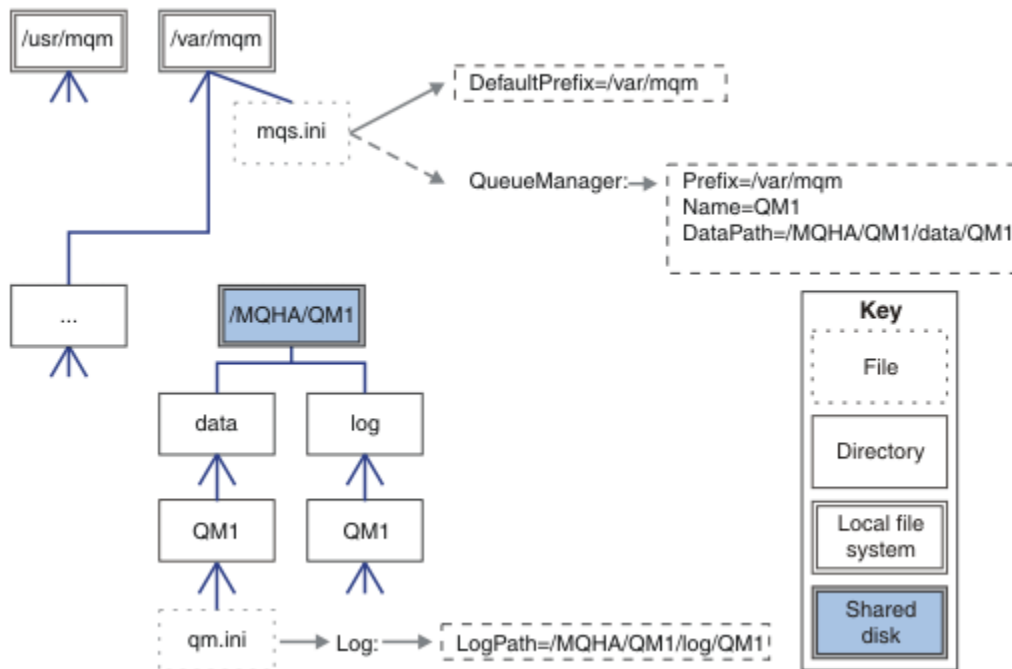 /usr/mqm
/var/mqm
mqs.ini
DefaultPrefix=/var/mqm
QueueManager:
Prefix=/var/mqm
Name=QM1
DataPath=/MQHA/QM1/data/QM1
...
/MQHA/QM1
data
log
QM1
QM1
qm.ini
Log:
LogPath=/MQHA/QM1/log/QM1
Key
File
Directory
Local file
system
Shared
disk